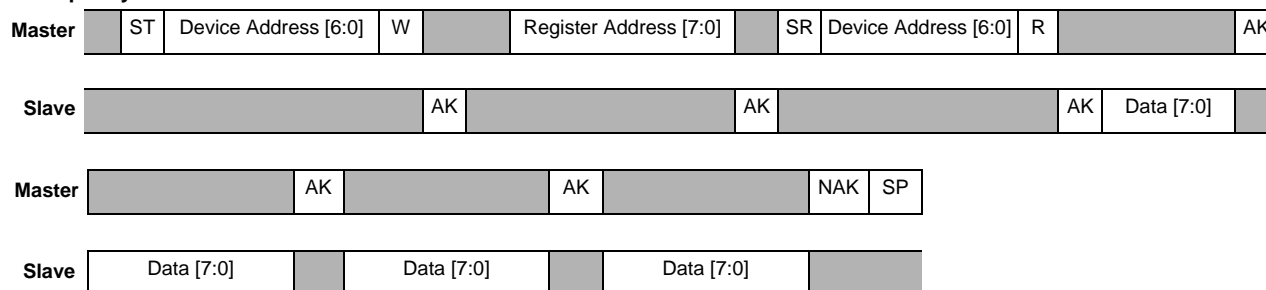 Master ST Device Address [6:0] W Register Address [7:0] SR Device Address [6:0] R AK
Slave AK AK AK Data [7:0]
Master AK AK NAK SP
Slave Data [7:0] Data [7:0] Data [7:0]